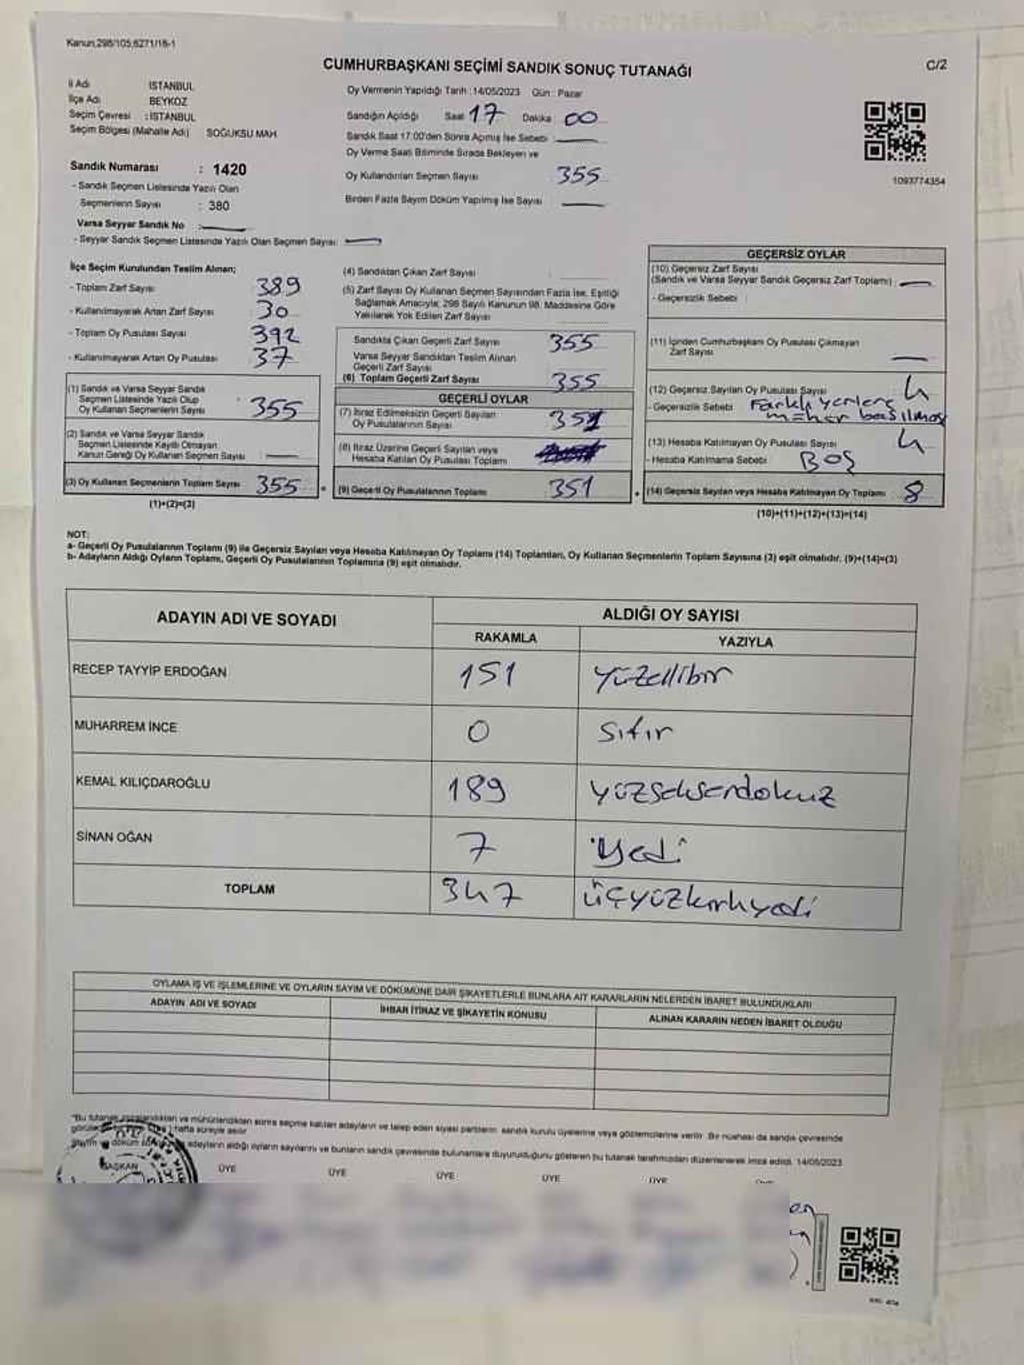 Kanun;298/105,6271/18-1
CUMHURBAŞKANI SEÇİMİ SANDIK SONUÇ TUTANAĞI
C/2
İl Adı İSTANBUL
İlçe Adı BEYKOZ
Seçim Çevresi : İSTANBUL
Seçim Bölgesi (Mahalle Adı) SOĞUKSU MAH.
Sandık Numarası : 1420
- Sandık Seçmen Listesinde Yazılı Olan
Seçmenlerin Sayısı : 380
Varsa Seyyar Sandık No :
- Seyyar Sandık Seçmen Listesinde Yazılı Olan Seçmen Sayısı:
Oy Vermenin Yapıldığı Tarih :14/05/2023 Gün : Pazar
Sandığın Açıldığı Saat 17 Dakika 00
Sandık Saat 17.00'den Sonra Açılmış İse Sebebi
Oy Verme Saati Bitiminde Sırada Bekleyen ve
Oy Kullandırılan Seçmen Sayısı 355
Birden Fazla Sayım Döküm Yapılmış İse Sayısı
1093774354
İlçe Seçim Kurulundan Teslim Alınan;
- Toplam Zarf Sayısı 389
- Kullanılmayarak Artan Zarf Sayısı 30
- Toplam Oy Pusulası Sayısı 392
- Kullanılmayarak Artan Oy Pusulası 37
(1) Sandık ve Varsa Seyyar Sandık
Seçmen Listesinde Yazılı Olup
Oy Kullanan Seçmenlerin Sayısı 355
(2) Sandık ve Varsa Seyyar Sandık
Seçmen Listesinde Kayıtlı Olmayan
Kanun Gereği Oy Kullanan Seçmen Sayısı
(3) Oy Kullanan Seçmenlerin Toplam Sayısı 355 =
(1)+(2)=(3)
(4) Sandıktan Çıkan Zarf Sayısı
(5) Zarf Sayısı Oy Kullanan Seçmen Sayısından Fazla İse, Eşitliği
Sağlamak Amacıyla; 298 Sayılı Kanunun 98. Maddesine Göre
Yakılarak Yok Edilen Zarf Sayısı
Sandıkta Çıkan Geçerli Zarf Sayısı 355
Varsa Seyyar Sandıktan Teslim Alınan
Geçerli Zarf Sayısı
(6) Toplam Geçerli Zarf Sayısı 355
GEÇERLİ OYLAR
(7) İtiraz Edilmeksizin Geçerli Sayılan
Oy Pusulalarının Sayısı 351
(8) İtiraz Üzerine Geçerli Sayılan veya
Hesaba Katılan Oy Pusulası Toplamı
(9) Geçerli Oy Pusulalarının Toplamı 351 +
GEÇERSİZ OYLAR
(10) Geçersiz Zarf Sayısı
(Sandık ve Varsa Seyyar Sandık Geçersiz Zarf Toplamı) :
- Geçersizlik Sebebi :
(11) İçinden Cumhurbaşkanı Oy Pusulası Çıkmayan
Zarf Sayısı
(12) Geçersiz Sayılan Oy Pusulası Sayısı 4
- Geçersizlik Sebebi Farklı yerlere
mühür basılmış
(13) Hesaba Katılmayan Oy Pusulası Sayısı 4
- Hesaba Katılmama Sebebi BOŞ
(14) Geçersiz Sayılan veya Hesaba Katılmayan Oy Toplamı 8
(10)+(11)+(12)+(13)=(14)
NOT:
a- Geçerli Oy Pusulalarının Toplamı (9) ile Geçersiz Sayılan veya Hesaba Katılmayan Oy Toplamı (14) Toplamları, Oy Kullanan Seçmenlerin Toplam Sayısına (3) eşit olmalıdır. (9)+(14)=(3)
b- Adayların Aldığı Oyların Toplamı, Geçerli Oy Pusulalarının Toplamına (9) eşit olmalıdır.
ADAYIN ADI VE SOYADI
ALDIĞI OY SAYISI
RAKAMLA YAZIYLA
RECEP TAYYİP ERDOĞAN 151 Yüzellibir
MUHARREM İNCE 0 Sıfır
KEMAL KILIÇDAROĞLU 189 yüzseksendokuz
SİNAN OĞAN 7 yedi
TOPLAM 347 üçyüzkırkyedi
OYLAMA İŞ VE İŞLEMLERİNE VE OYLARIN SAYIM VE DÖKÜMÜNE DAİR ŞİKAYETLERLE BUNLARA AİT KARARLARIN NELERDEN İBARET BULUNDUKLARI
ADAYIN ADI VE SOYADI İHBAR İTİRAZ VE ŞİKAYETİN KONUSU ALINAN KARARIN NEDEN İBARET OLDUĞU
"Bu tutanak imzalandıktan ve mühürlendikten sonra seçime katılan adayların ve talep eden siyasi partilerin sandık kurulu üyelerine veya gözlemcilerine verilir. Bir nüshası da sandık çevresinde
hafta süreyle asılır
Sayım ve döküm adayların aldığı oyların sayılarını ve bunların sandık çevresinde bulunanlara duyurulduğunu gösteren bu tutanak tarafımızdan düzenlenerek imza edildi. 14/05/2023
BAŞKAN ÜYE ÜYE ÜYE ÜYE ÜYE